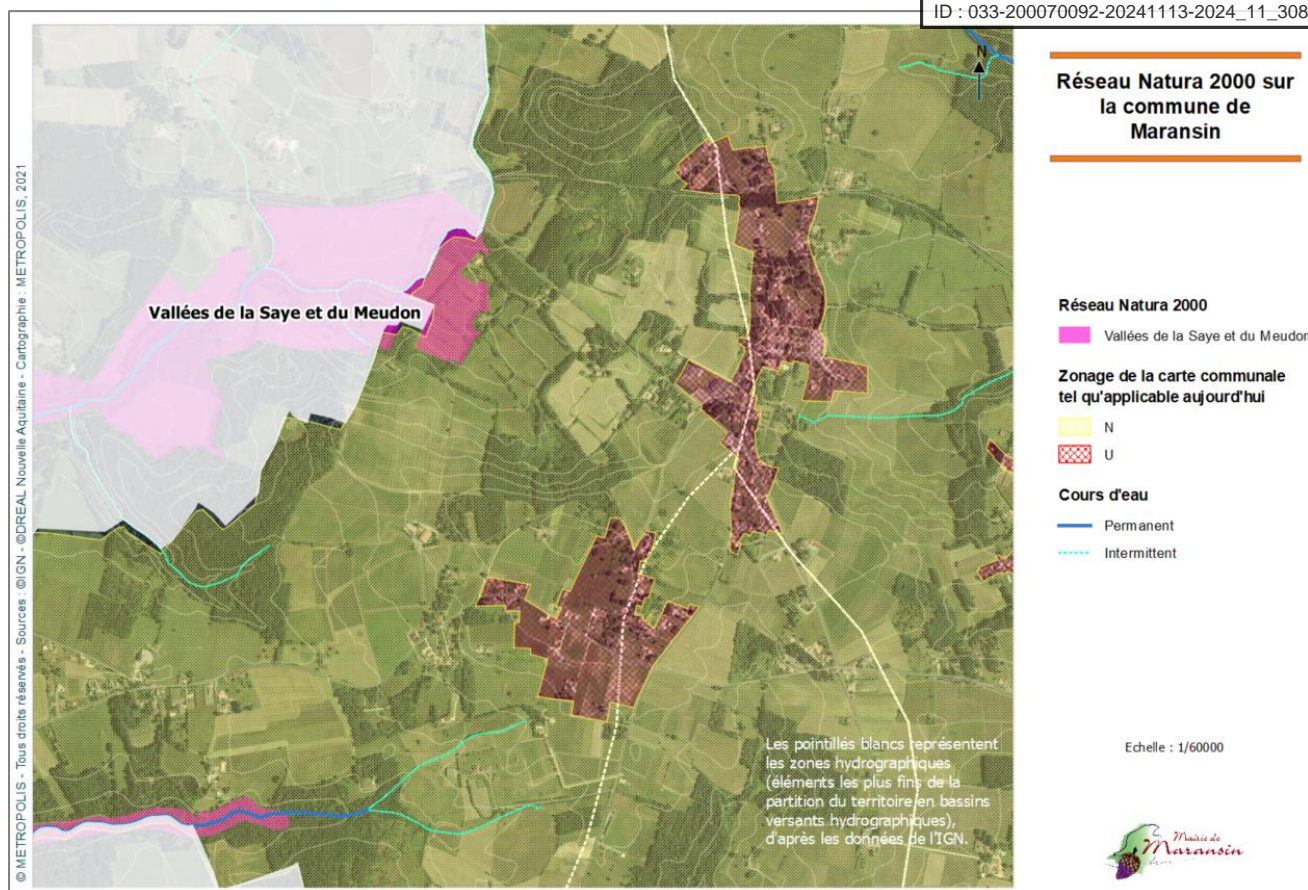 ID : 033-200070092-20241113-2024_11_308
N
Réseau Natura 2000 sur
la commune de
Maransin
© METROPOLIS - Tous droits réservés - Sources : ©IGN - ©DREAL Nouvelle Aquitaine - Cartographie : METROPOLIS, 2021
Vallées de la Saye et du Meudon
Réseau Natura 2000
Vallées de la Saye et du Meudon
Zonage de la carte communale
tel qu'applicable aujourd'hui
N
U
Cours d'eau
Permanent
Intermittent
Les pointillés blancs représentent
les zones hydrographiques
(éléments les plus fins de la
partition du territoire en bassins
versants hydrographiques),
d'après les données de l'IGN.
Echelle : 1/60000
Mairie de
Maransin